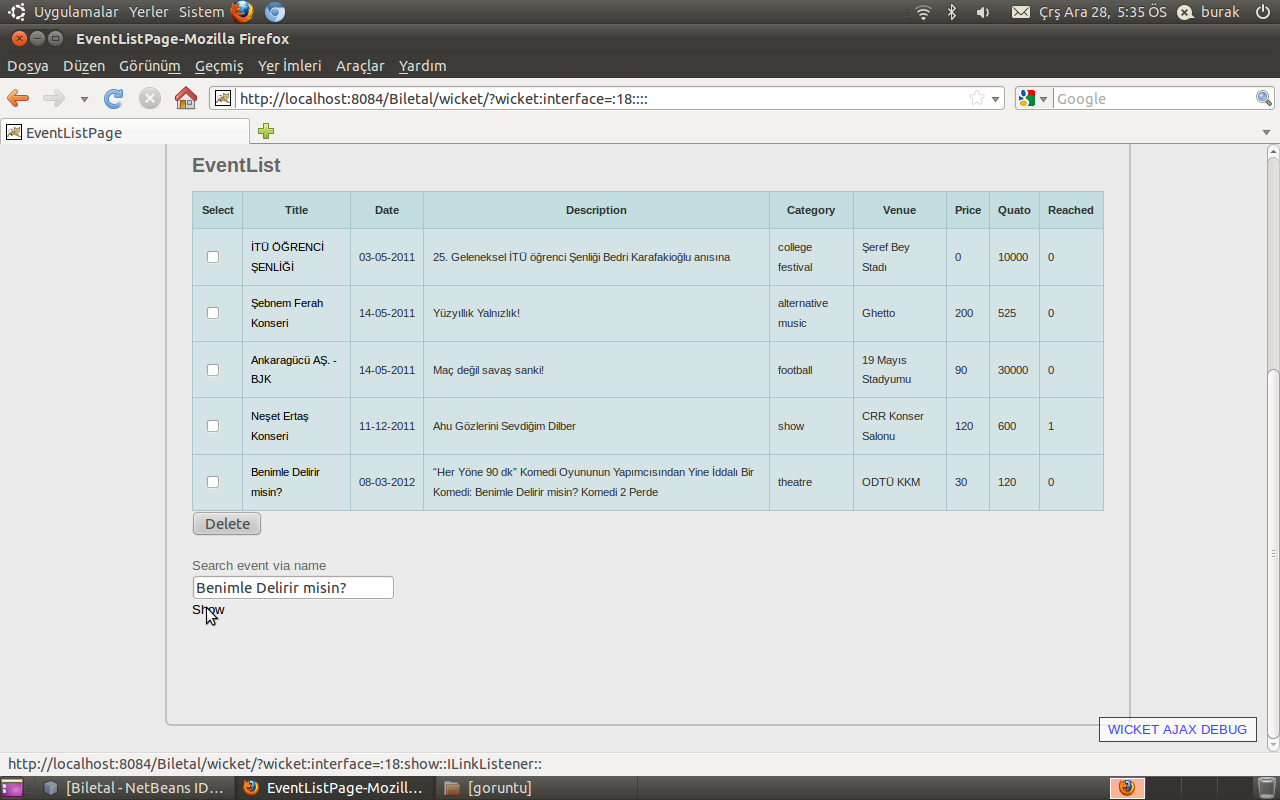 Uygulamalar Yerler Sistem Çrş Ara 28, 5:35 ÖS burak
EventListPage-Mozilla Firefox
Dosya Düzen Görünüm Geçmiş Yer İmleri Araçlar Yardım
http://localhost:8084/Biletal/wicket/?wicket:interface=:18:::: Google
EventListPage
EventList
Select Title Date Description Category Venue Price Quato Reached
İTÜ ÖĞRENCİ ŞENLİĞİ 03-05-2011 25. Geleneksel İTÜ öğrenci Şenliği Bedri Karafakioğlu anısına college festival Şeref Bey Stadı 0 10000 0
Şebnem Ferah Konseri 14-05-2011 Yüzyıllık Yalnızlık! alternative music Ghetto 200 525 0
Ankaragücü AŞ. - BJK 14-05-2011 Maç değil savaş sanki! football 19 Mayıs Stadyumu 90 30000 0
Neşet Ertaş Konseri 11-12-2011 Ahu Gözlerini Sevdiğim Dilber show CRR Konser Salonu 120 600 1
Benimle Delirir misin? 08-03-2012 “Her Yöne 90 dk” Komedi Oyununun Yapımcısından Yine İddalı Bir Komedi: Benimle Delirir misin? Komedi 2 Perde theatre ODTÜ KKM 30 120 0
Delete
Search event via name
Benimle Delirir misin?
Show
WICKET AJAX DEBUG
http://localhost:8084/Biletal/wicket/?wicket:interface=:18:show::ILinkListener::
[Biletal - NetBeans ID... EventListPage-Mozill... [goruntu]